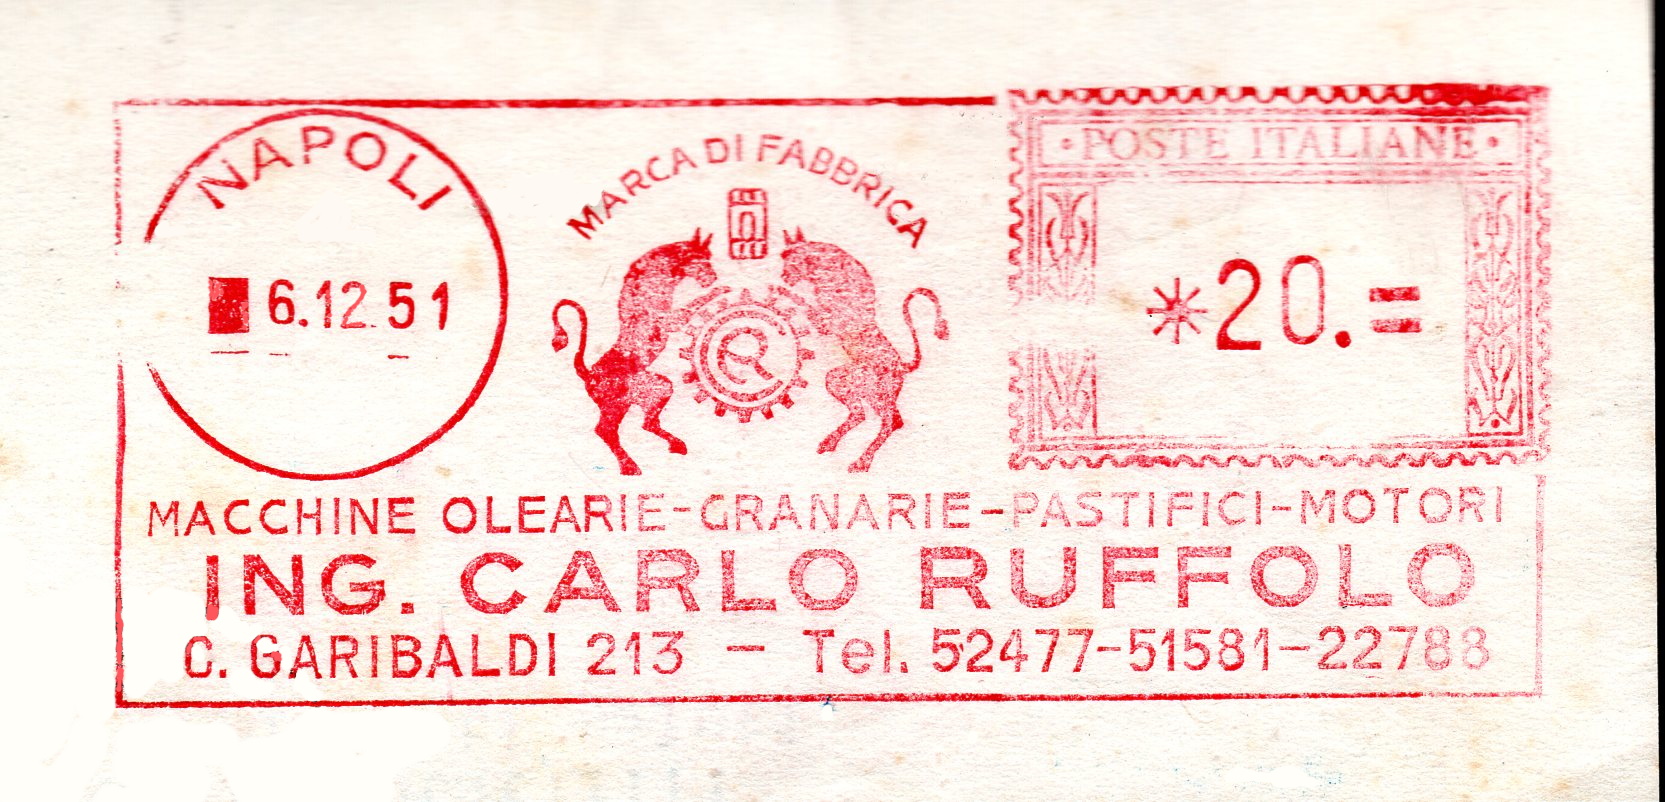 NAPOLI
6.12.51
MARCA DI FABBRICA
CR
POSTE ITALIANE
*20.=
MACCHINE OLEARIE-GRANARIE-PASTIFICI-MOTORI
ING. CARLO RUFFOLO
C. GARIBALDI 213 - Tel. 52477-51581-22788